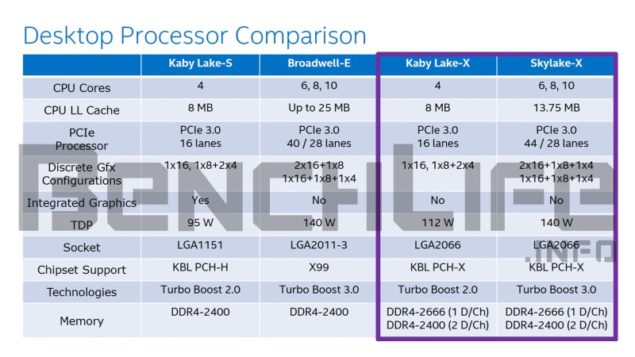 Desktop Processor Comparison
Kaby Lake-S Broadwell-E Kaby Lake-X Skylake-X
CPU Cores 4 6, 8, 10 4 6, 8, 10
CPU LL Cache 8 MB Up to 25 MB 8 MB 13.75 MB
PCIe PCIe 3.0 PCIe 3.0 PCIe 3.0 PCIe 3.0
Processor 16 lanes 40 / 28 lanes 16 lanes 44 / 28 lanes
Discrete Gfx 1x16, 1x8+2x4 2x16+1x8 1x16, 1x8+2x4 2x16+1x8+1x4
Configurations 1x16+1x8+1x4 1x16+1x8+1x4
Integrated Graphics Yes No No No
TDP 95 W 140 W 112 W 140 W
Socket LGA1151 LGA2011-3 LGA2066 LGA2066
Chipset Support KBL PCH-H X99 KBL PCH-X KBL PCH-X
Technologies Turbo Boost 2.0 Turbo Boost 3.0 Turbo Boost 2.0 Turbo Boost 3.0
Memory DDR4-2400 DDR4-2400 DDR4-2666 (1 D/Ch) DDR4-2666 (1 D/Ch)
DDR4-2400 (2 D/Ch) DDR4-2400 (2 D/Ch)
BENCHLIFE
.INFO